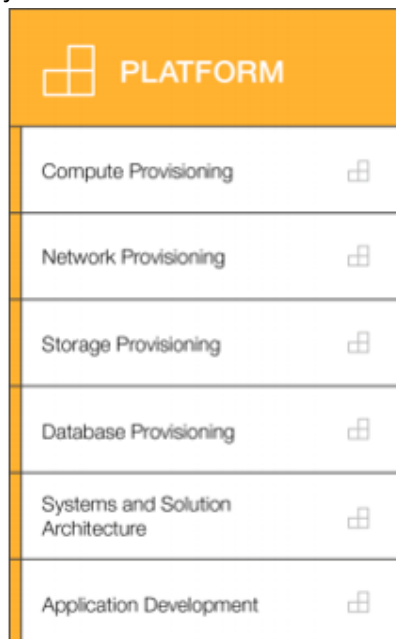 PLATFORM
Compute Provisioning
Network Provisioning
Storage Provisioning
Database Provisioning
Systems and Solution
Architecture
Application Development